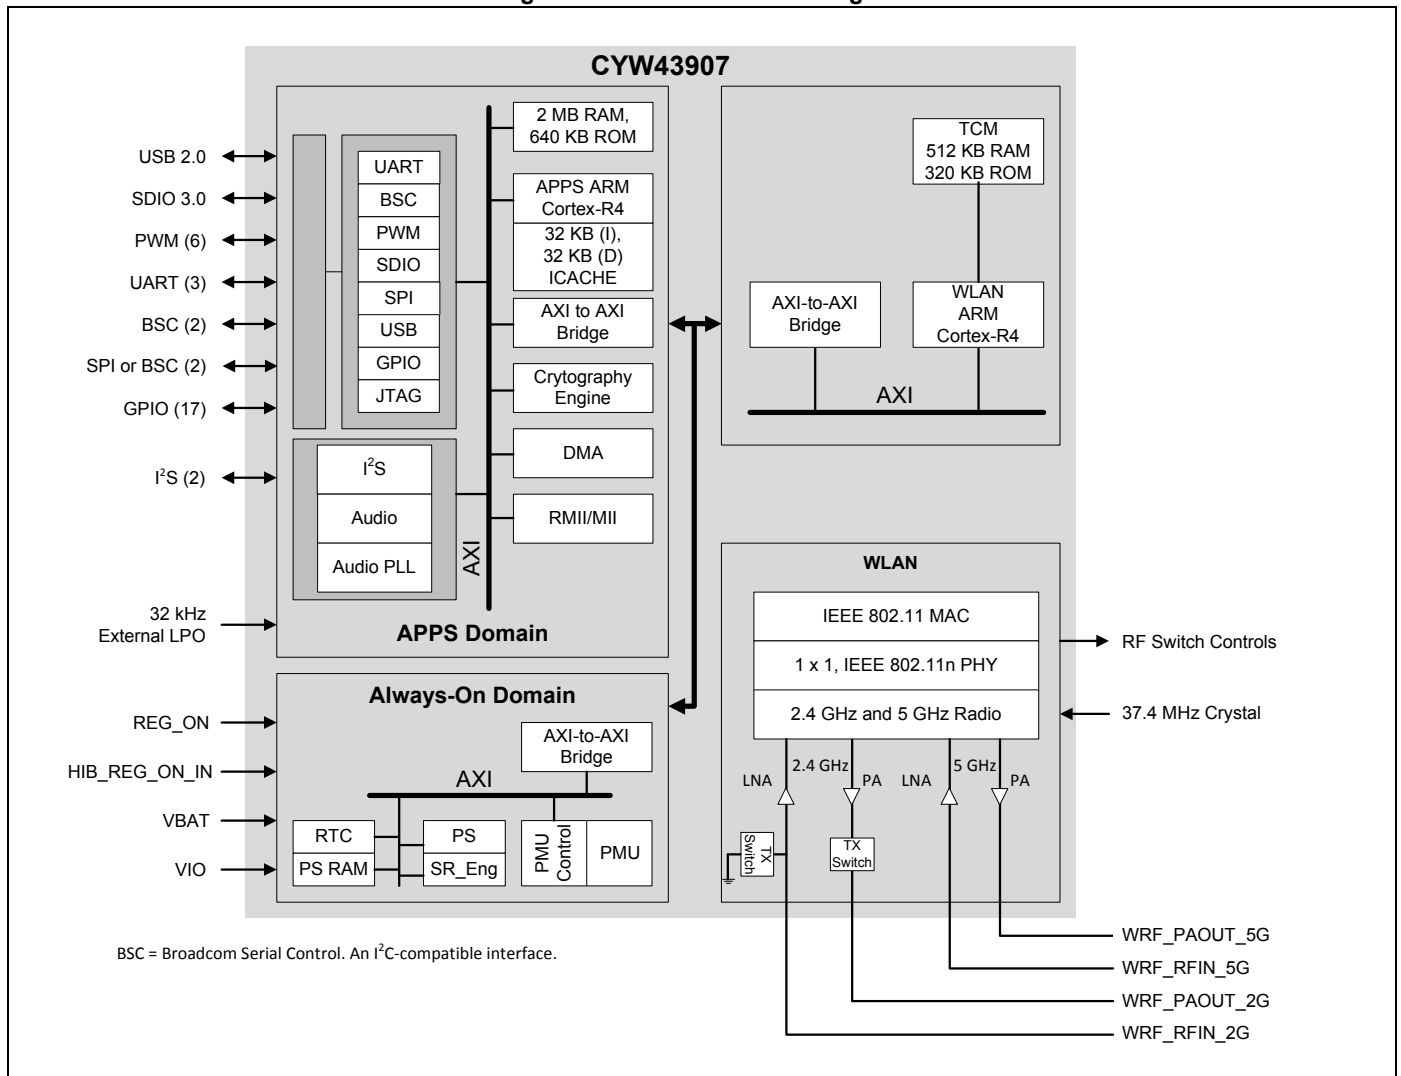 CYW43907
USB 2.0
SDIO 3.0
PWM (6)
UART (3)
BSC (2)
SPI or BSC (2)
GPIO (17)
I²S (2)
32 kHz
External LPO
UART
BSC
PWM
SDIO
SPI
USB
GPIO
JTAG
I²S
Audio
Audio PLL
AXI
2 MB RAM,
640 KB ROM
APPS ARM
Cortex-R4
32 KB (I),
32 KB (D)
ICACHE
AXI to AXI
Bridge
Crytography
Engine
DMA
RMII/MII
APPS Domain
TCM
512 KB RAM
320 KB ROM
AXI-to-AXI
Bridge
WLAN
ARM
Cortex-R4
AXI
REG_ON
HIB_REG_ON_IN
VBAT
VIO
Always-On Domain
AXI-to-AXI
Bridge
AXI
RTC
PS RAM
PS
SR_Eng
PMU
Control
PMU
WLAN
IEEE 802.11 MAC
1 x 1, IEEE 802.11n PHY
2.4 GHz and 5 GHz Radio
LNA
2.4 GHz
PA
LNA
5 GHz
PA
TX
Switch
TX
Switch
RF Switch Controls
37.4 MHz Crystal
WRF_PAOUT_5G
WRF_RFIN_5G
WRF_PAOUT_2G
WRF_RFIN_2G
BSC = Broadcom Serial Control. An I²C-compatible interface.